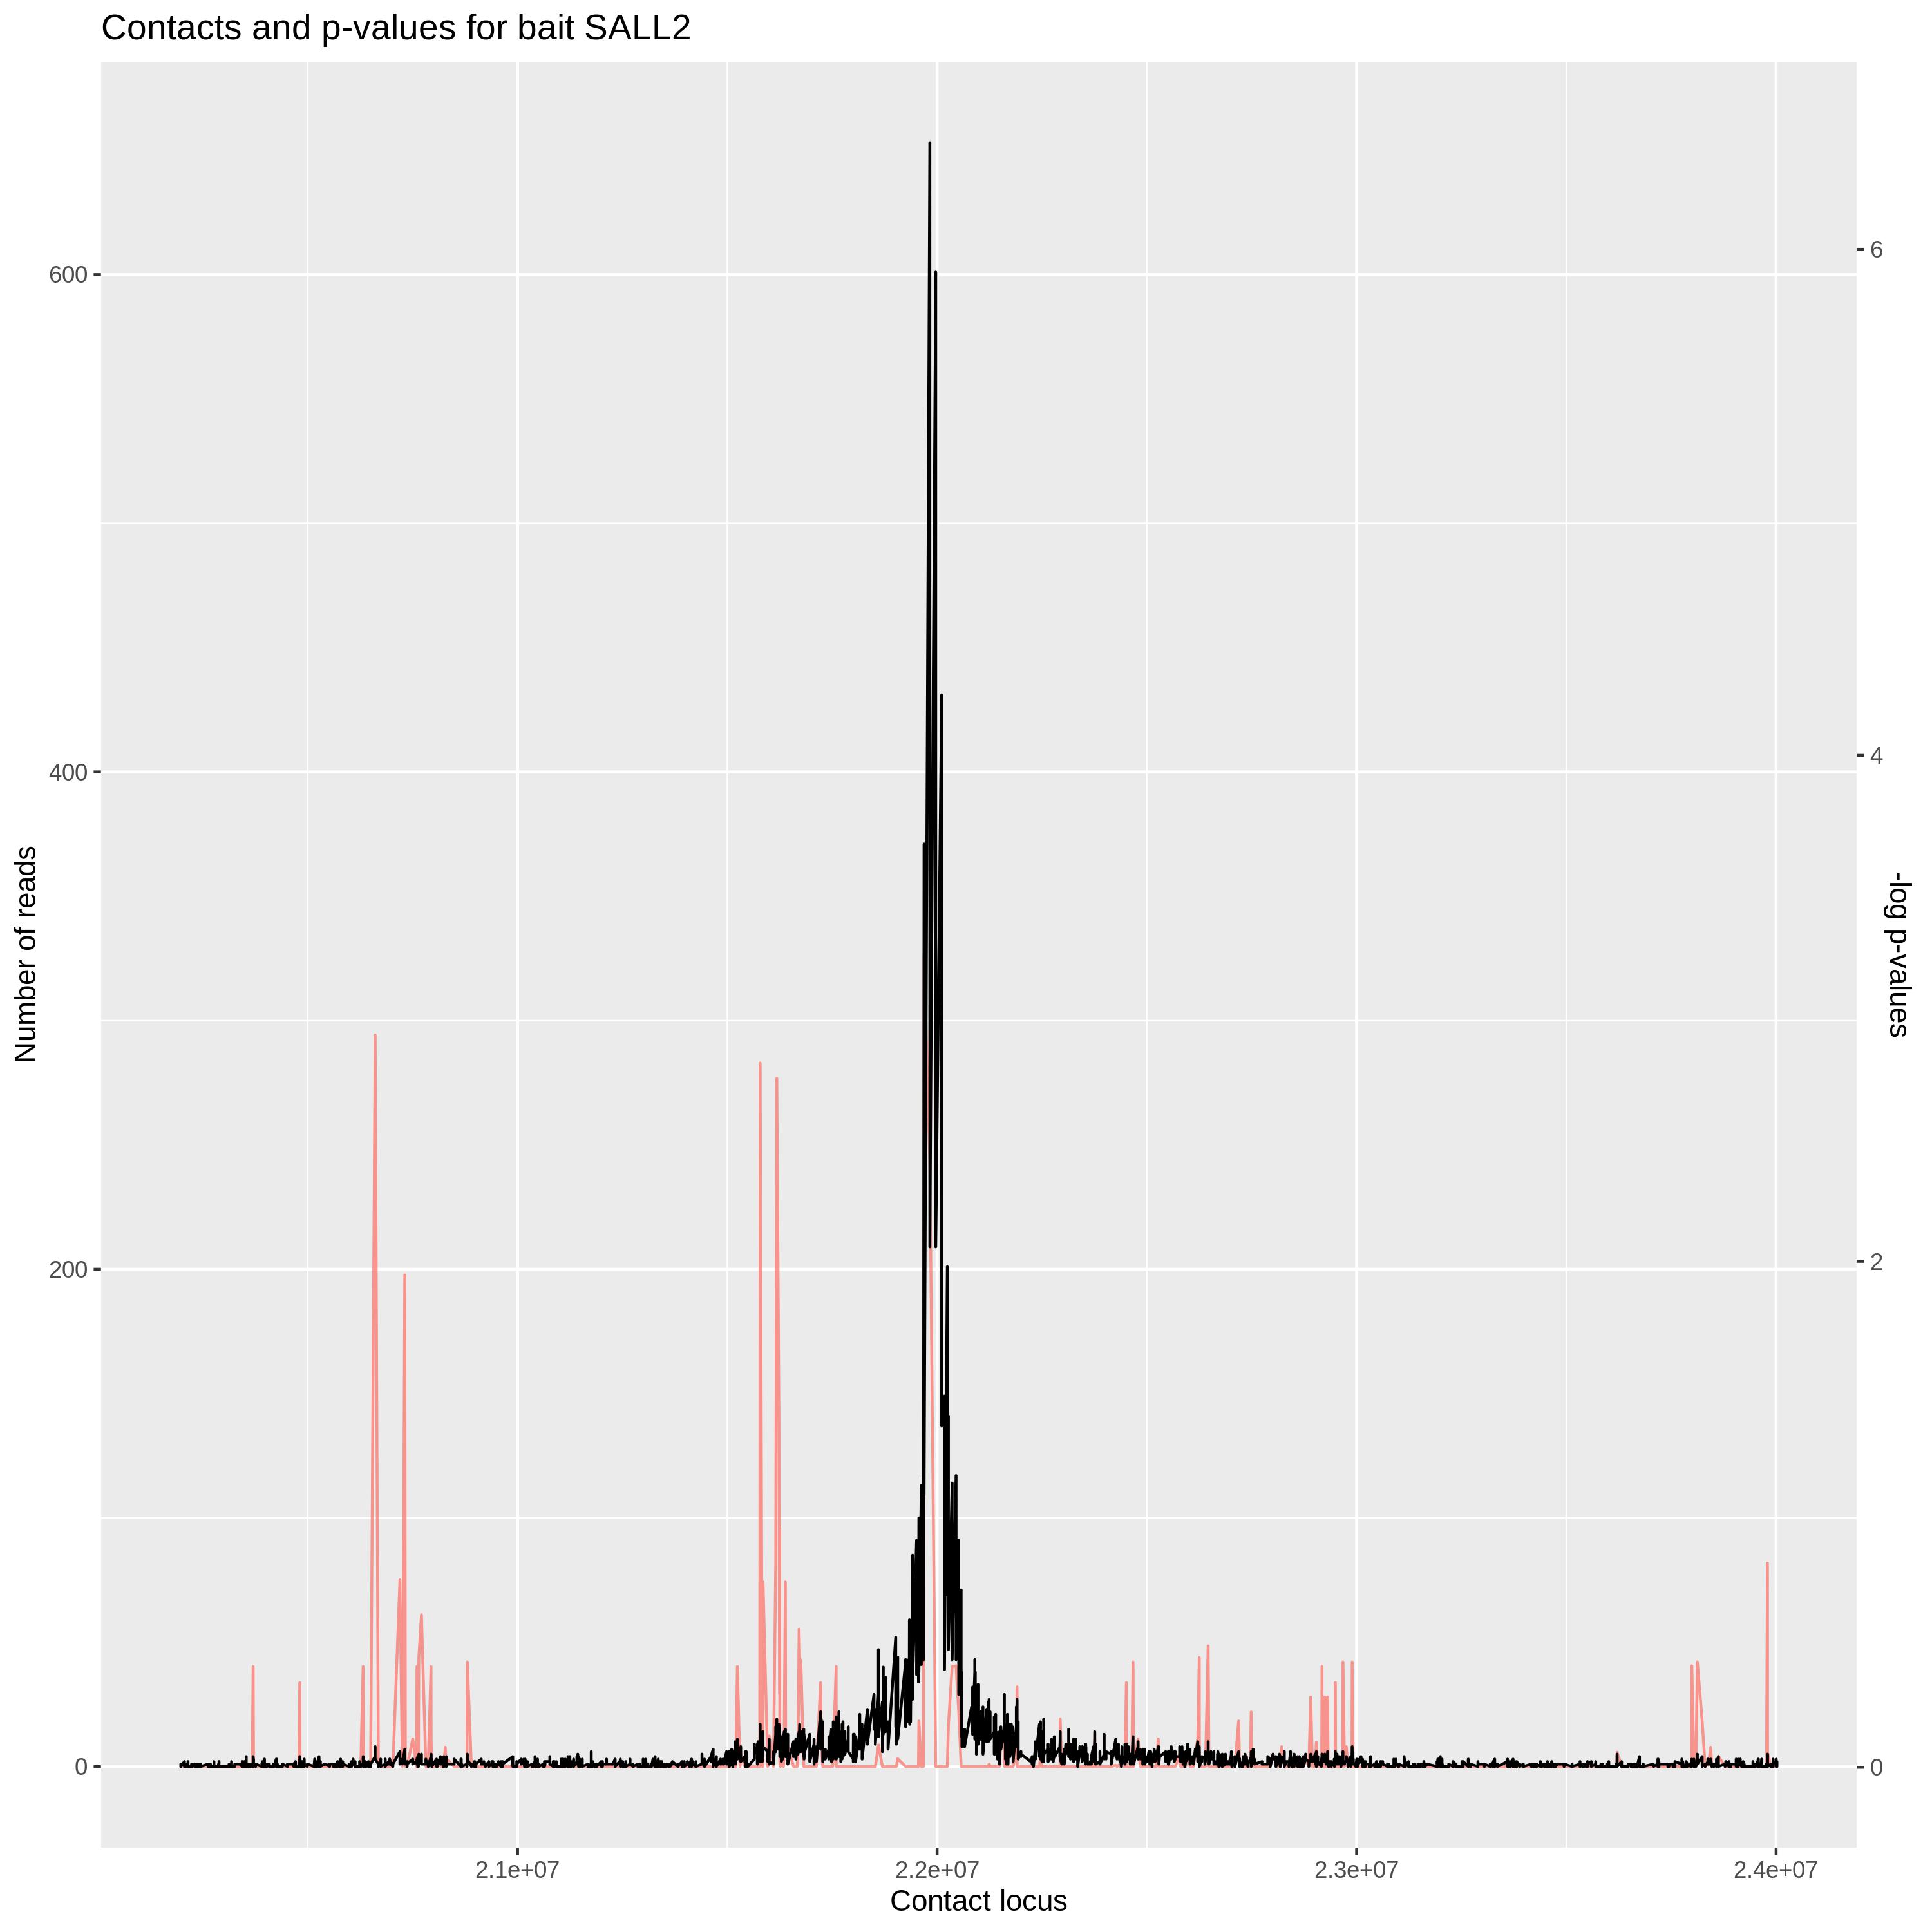 Contacts and p-values for bait SALL2
Number of reads
600
400
200
0
6
4
2
0
-log p-values
2.1e+07
2.2e+07
2.3e+07
2.4e+07
Contact locus